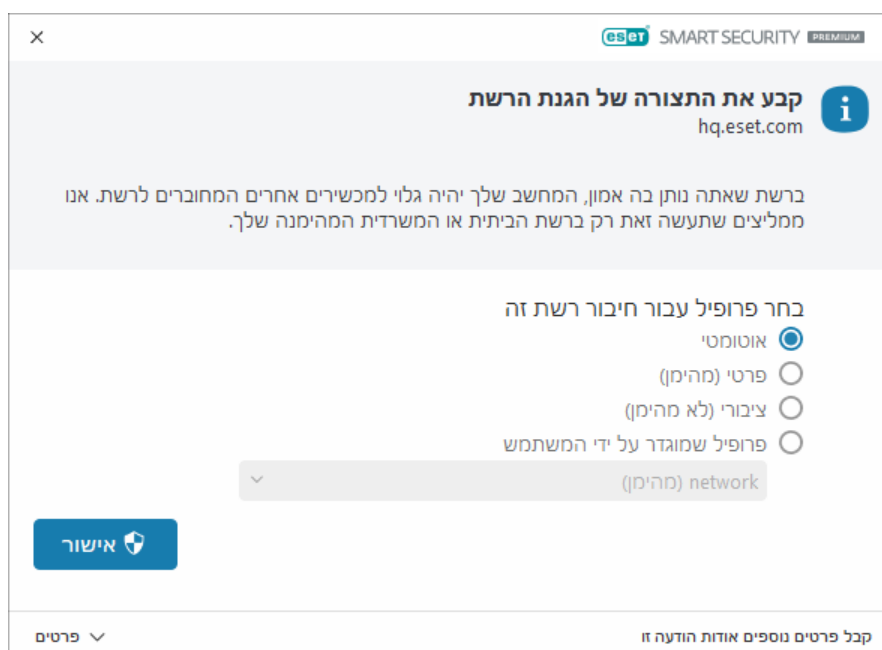 eset SMART SECURITY PREMIUM
קבע את התצורה של הגנת הרשת
hq.eset.com
ברשת שאתה נותן בה אמון, המחשב שלך יהיה גלוי למכשירים אחרים המחוברים לרשת. אנו
ממליצים שתעשה זאת רק ברשת הביתית או המשרדית המהימנה שלך.
בחר פרופיל עבור חיבור רשת זה
אוטומטי
פרטי (מהימן)
ציבורי (לא מהימן)
פרופיל שמוגדר על ידי המשתמש
network (מהימן)
אישור
קבל פרטים נוספים אודות הודעה זו
פרטים